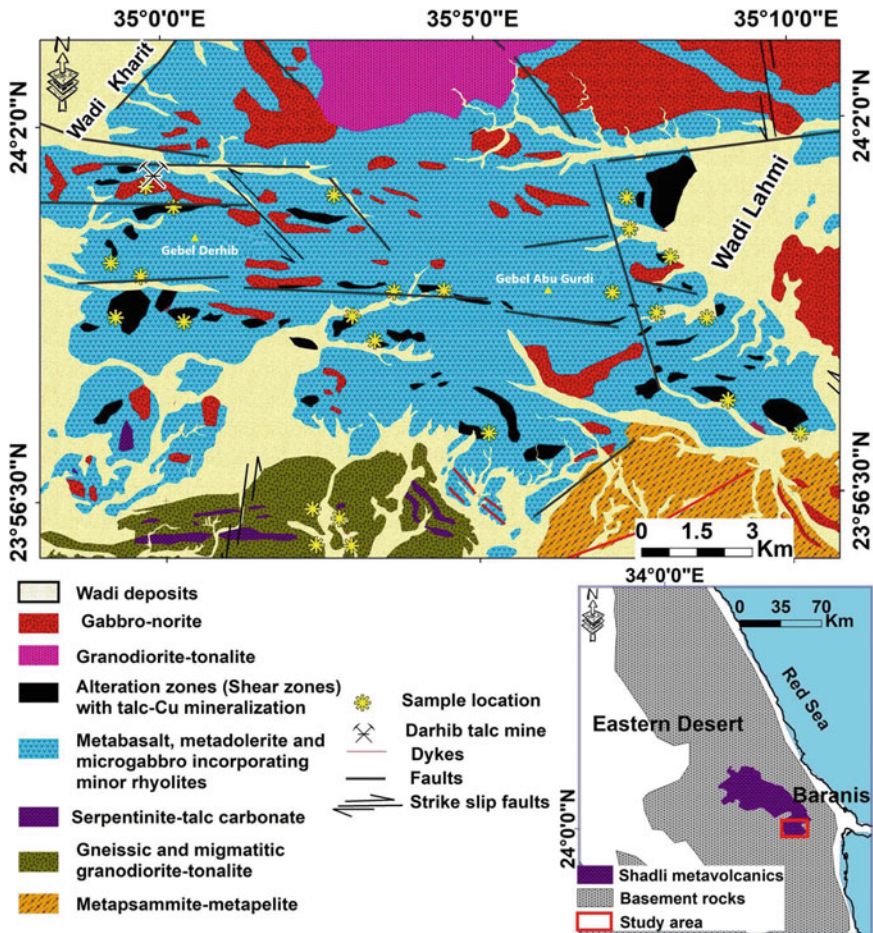 35°0'0"E 35°5'0"E 35°10'0"E
N
Wadi Kharit
24°2'0"N
24°2'0"N
Wadi Lahmi
Gebel Derhib
Gebel Abu Gurdi
23°56'30"N
23°56'30"N
0 1.5 3
Km
Wadi deposits
Gabbro-norite
Granodiorite-tonalite
Alteration zones (Shear zones)
with talc-Cu mineralization
Metabasalt, metadolerite and
microgabbro incorporating
minor rhyolites
Serpentinite-talc carbonate
Gneissic and migmatitic
granodiorite-tonalite
Metapsammite-metapelite
Sample location
Darhib talc mine
Dykes
Faults
Strike slip faults
34°0'0"E
N
0 35 70
Km
Red Sea
Eastern Desert
Baranis
24°0'0"N
Shadli metavolcanics
Basement rocks
Study area